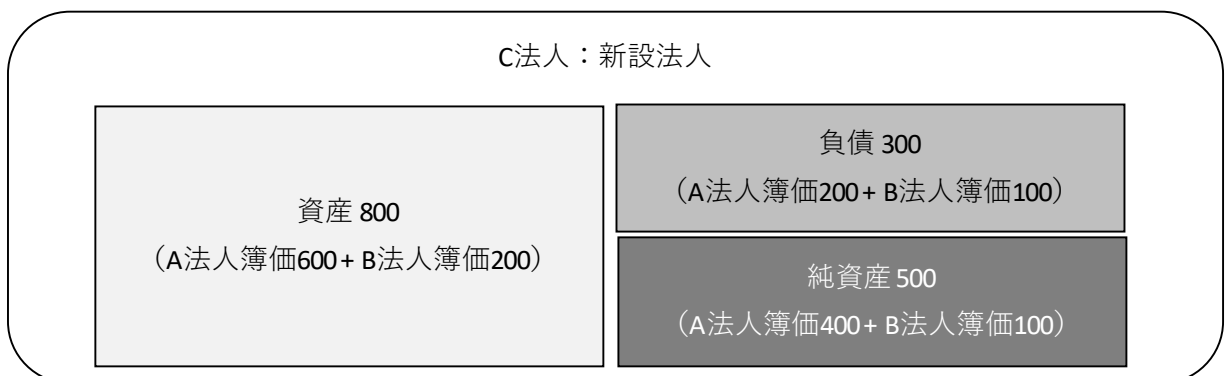 C法人：新設法人
資産 800
（A法人簿価600 + B法人簿価200）
負債 300
（A法人簿価200 + B法人簿価100）
純資産 500
（A法人簿価400 + B法人簿価100）